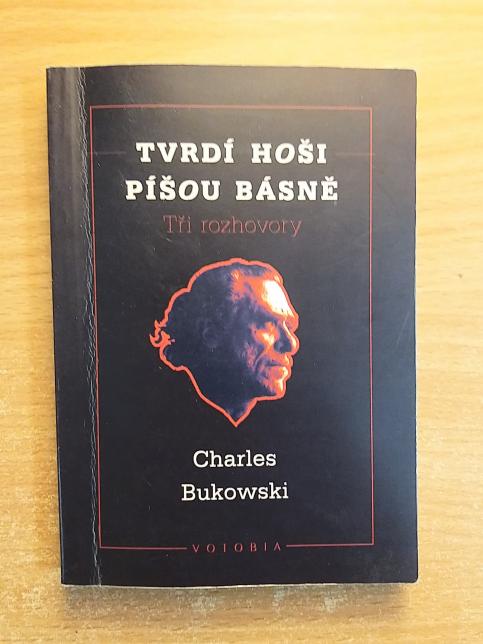 TVRDÍ HOŠI
PÍŠOU BÁSNĚ
Tři rozhovory
Charles
Bukowski
VOTOBIA